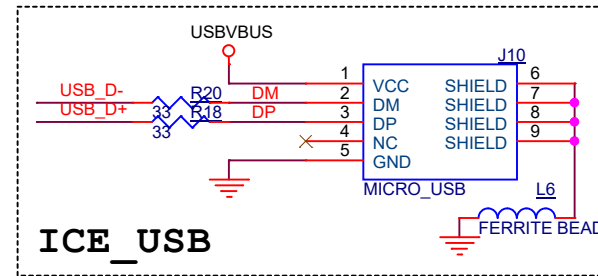 USBVBUS
J10
1 VCC SHIELD 6
USB_D- 33 R20 DM 2 DM SHIELD 7
USB_D+ 33 R18 DP 3 DP SHIELD 8
4 NC SHIELD 9
5 GND
MICRO_USB
L6
FERRITE BEAD
ICE_USB